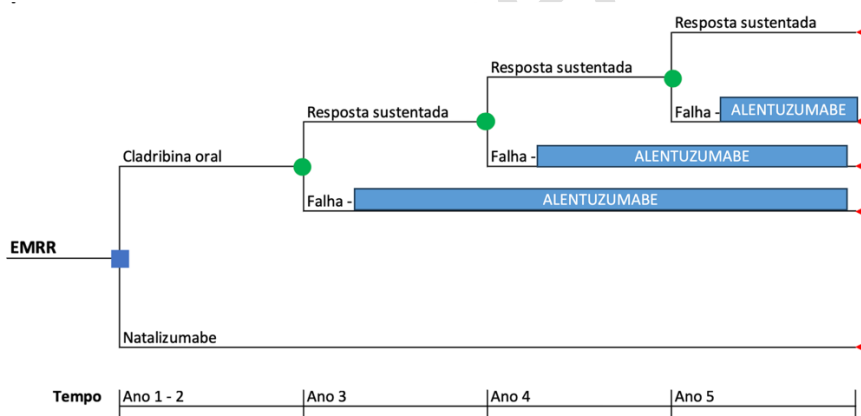 Resposta sustentada
Resposta sustentada
Resposta sustentada
Falha - ALENTUZUMABE
Cladribina oral
Falha - ALENTUZUMABE
Falha - ALENTUZUMABE
EMRR
Natalizumabe
Tempo Ano 1 - 2 Ano 3 Ano 4 Ano 5